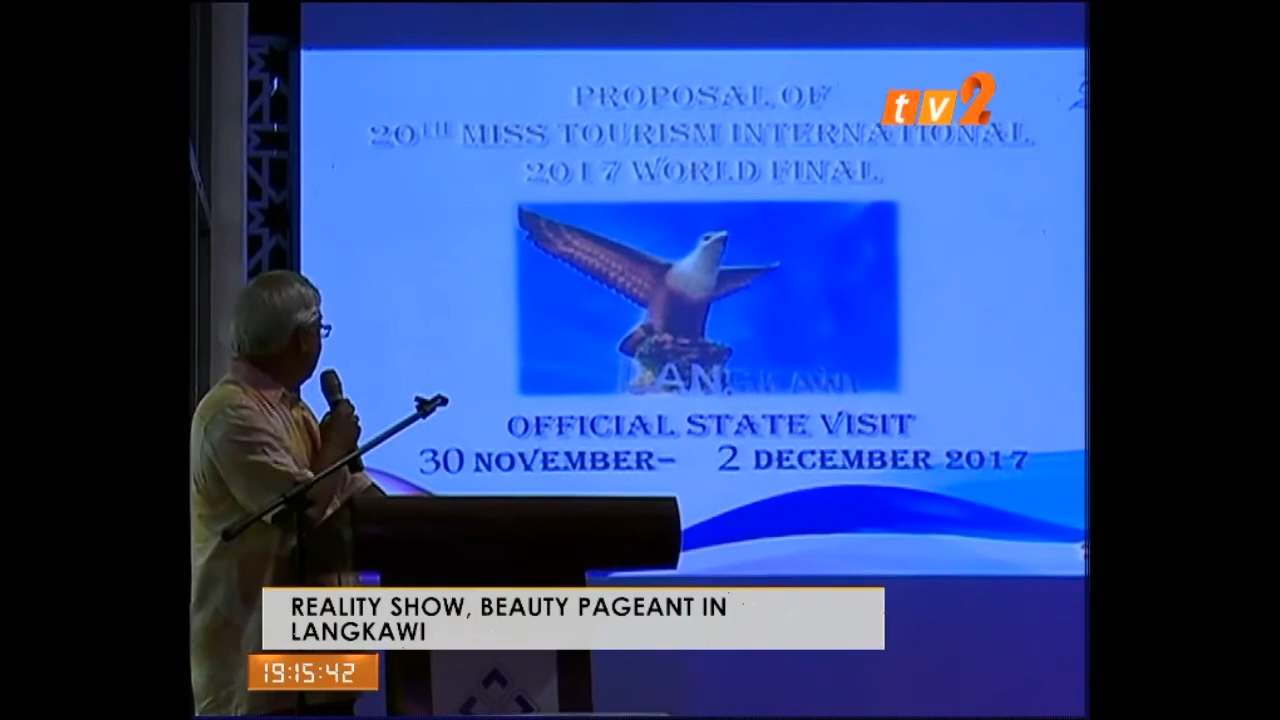 PROPOSAL OF
20TH MISS TOURISM INTERNATIONAL
2017 WORLD FINAL
tv2
LANGKAWI
OFFICIAL STATE VISIT
30 NOVEMBER– 2 DECEMBER 2017
REALITY SHOW, BEAUTY PAGEANT IN
LANGKAWI
19:15:42